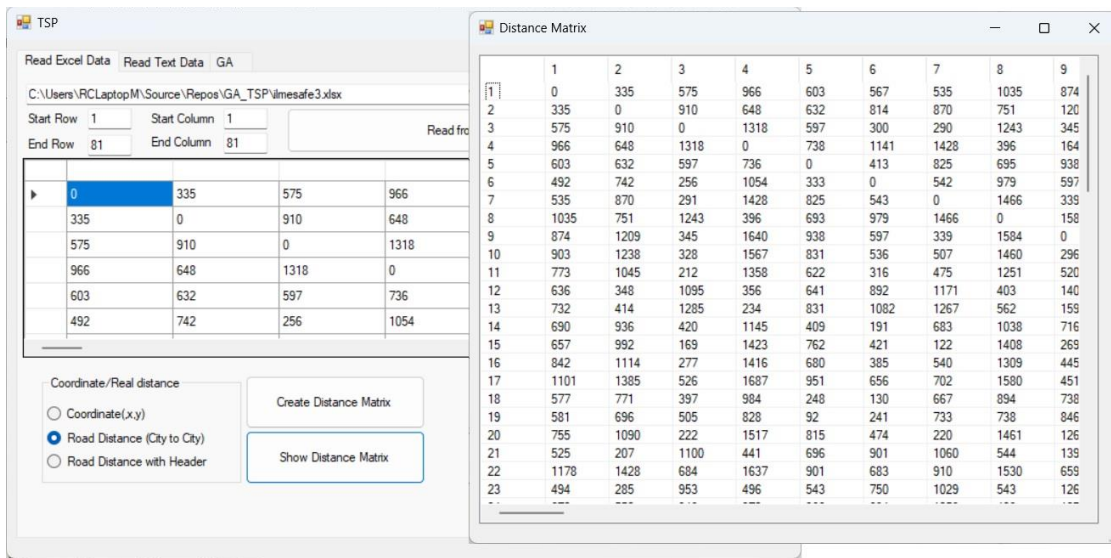 TSP
Read Excel Data Read Text Data GA
C:\Users\RCLaptopM\Source\Repos\GA_TSP\ilmesafe3.xlsx
Start Row 1 Start Column 1
Read fro
End Row 81 End Column 81
0 335 575 966
335 0 910 648
575 910 0 1318
966 648 1318 0
603 632 597 736
492 742 256 1054
Coordinate/Real distance
Coordinate(,x,y)
Road Distance (City to City)
Road Distance with Header
Create Distance Matrix
Show Distance Matrix
Distance Matrix
1 2 3 4 5 6 7 8 9
1 0 335 575 966 603 567 535 1035 874
2 335 0 910 648 632 814 870 751 120
3 575 910 0 1318 597 300 290 1243 345
4 966 648 1318 0 738 1141 1428 396 164
5 603 632 597 736 0 413 825 695 938
6 492 742 256 1054 333 0 542 979 597
7 535 870 291 1428 825 543 0 1466 339
8 1035 751 1243 396 693 979 1466 0 158
9 874 1209 345 1640 938 597 339 1584 0
10 903 1238 328 1567 831 536 507 1460 296
11 773 1045 212 1358 622 316 475 1251 520
12 636 348 1095 356 641 892 1171 403 140
13 732 414 1285 234 831 1082 1267 562 159
14 690 936 420 1145 409 191 683 1038 716
15 657 992 169 1423 762 421 122 1408 269
16 842 1114 277 1416 680 385 540 1309 445
17 1101 1385 526 1687 951 656 702 1580 451
18 577 771 397 984 248 130 667 894 738
19 581 696 505 828 92 241 733 738 846
20 755 1090 222 1517 815 474 220 1461 126
21 525 207 1100 441 696 901 1060 544 139
22 1178 1428 684 1637 901 683 910 1530 659
23 494 285 953 496 543 750 1029 543 126